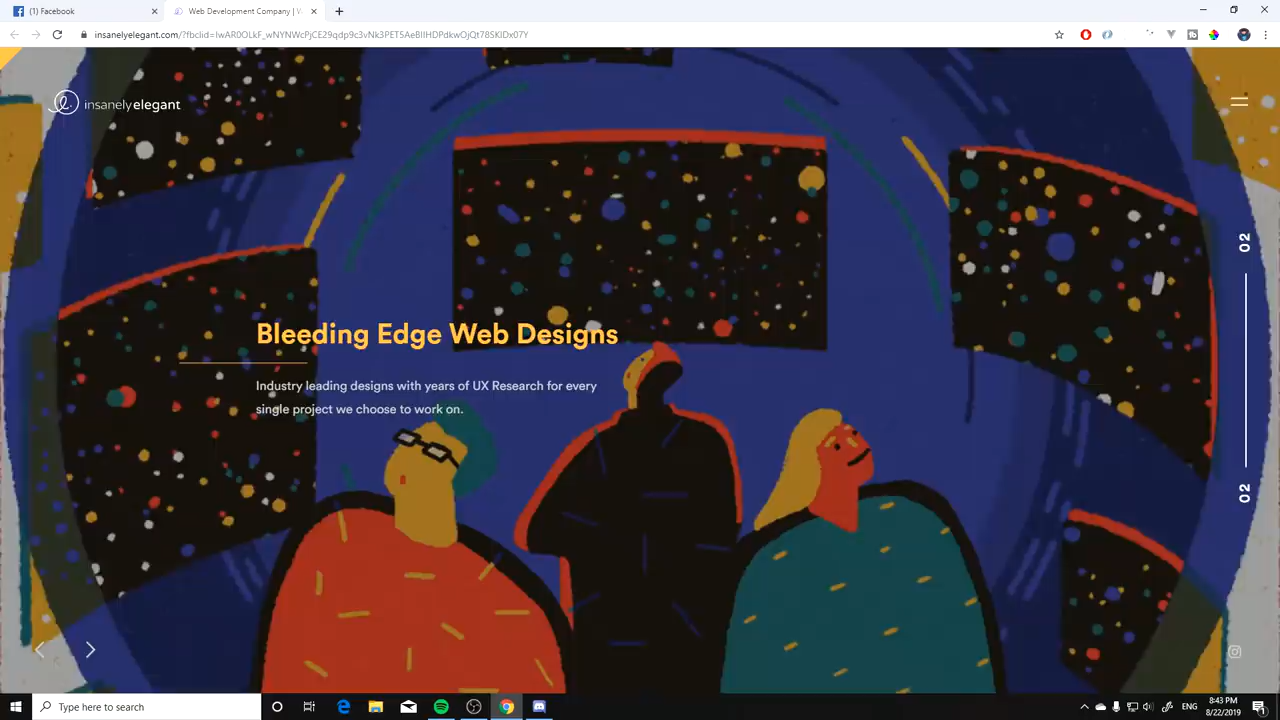 (1) Facebook
Web Development Company | W
insanelyelegant.com/?fbclid=IwAR0OLkF_wNYNWcPjCE29qdp9c3vNk3PET5AeBIIHDPdkwOjQt78SKlDx07Y
insanelyelegant
02
Bleeding Edge Web Designs
Industry leading designs with years of UX Research for every
single project we choose to work on.
02
Type here to search
ENG
8:43 PM
8/22/2019
1